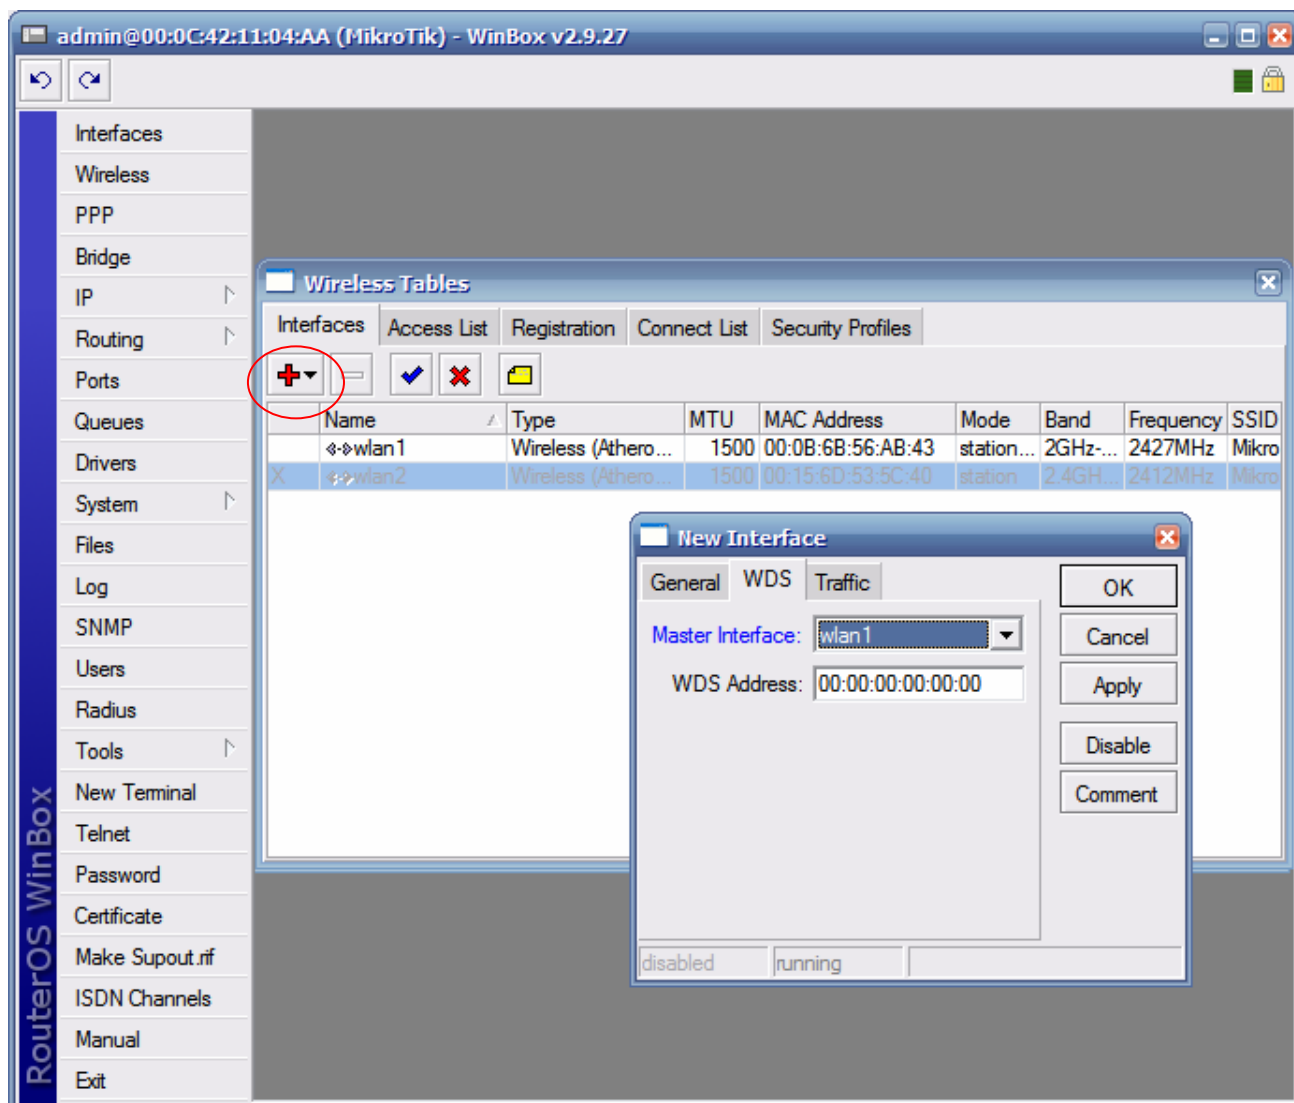 admin@00:0C:42:11:04:AA (MikroTik) - WinBox v2.9.27
RouterOS WinBox
Interfaces
Wireless
PPP
Bridge
IP
Routing
Ports
Queues
Drivers
System
Files
Log
SNMP
Users
Radius
Tools
New Terminal
Telnet
Password
Certificate
Make Supout.rif
ISDN Channels
Manual
Exit
Wireless Tables
Interfaces Access List Registration Connect List Security Profiles
Name Type MTU MAC Address Mode Band Frequency SSID
wlan1 Wireless (Athero... 1500 00:0B:6B:56:AB:43 station... 2GHz-... 2427MHz Mikro
X wlan2 Wireless (Athero... 1500 00:15:6D:53:5C:40 station 2.4GH... 2412MHz Mikro
New Interface
General WDS Traffic
Master Interface: wlan1
WDS Address: 00:00:00:00:00:00
OK
Cancel
Apply
Disable
Comment
disabled running